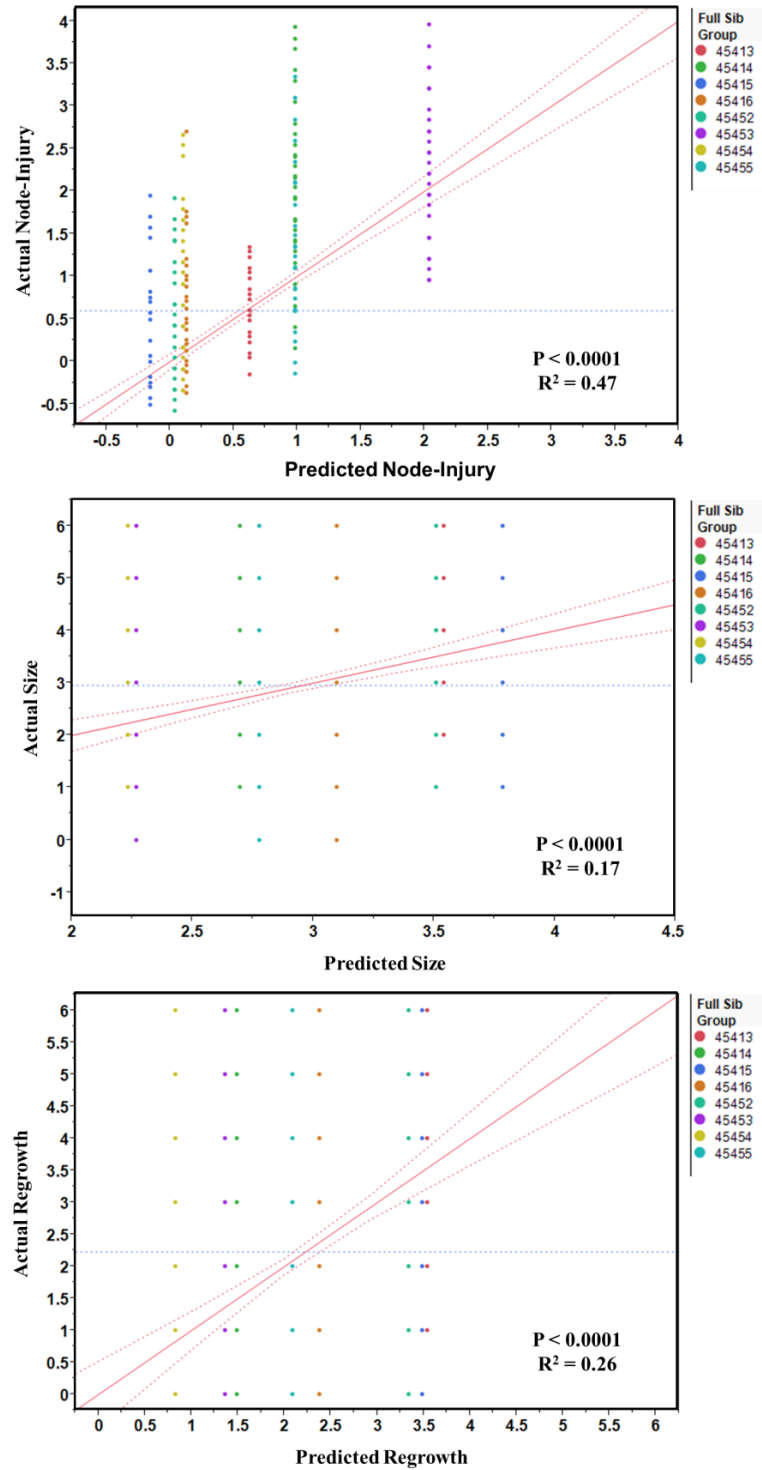 Full Sib
Group
45413
45414
45415
45416
45452
45453
45454
45455
4
3.5
3
2.5
2
1.5
1
0.5
0
-0.5
Actual Node-Injury
P < 0.0001
R² = 0.47
-0.5 0 0.5 1 1.5 2 2.5 3 3.5 4
Predicted Node-Injury
Full Sib
Group
45413
45414
45415
45416
45452
45453
45454
45455
6
5
4
3
2
1
0
-1
Actual Size
P < 0.0001
R² = 0.17
2 2.5 3 3.5 4 4.5
Predicted Size
Full Sib
Group
45413
45414
45415
45416
45452
45453
45454
45455
6
5.5
5
4.5
4
3.5
3
2.5
2
1.5
1
0.5
0
Actual Regrowth
P < 0.0001
R² = 0.26
0 0.5 1 1.5 2 2.5 3 3.5 4 4.5 5 5.5 6
Predicted Regrowth